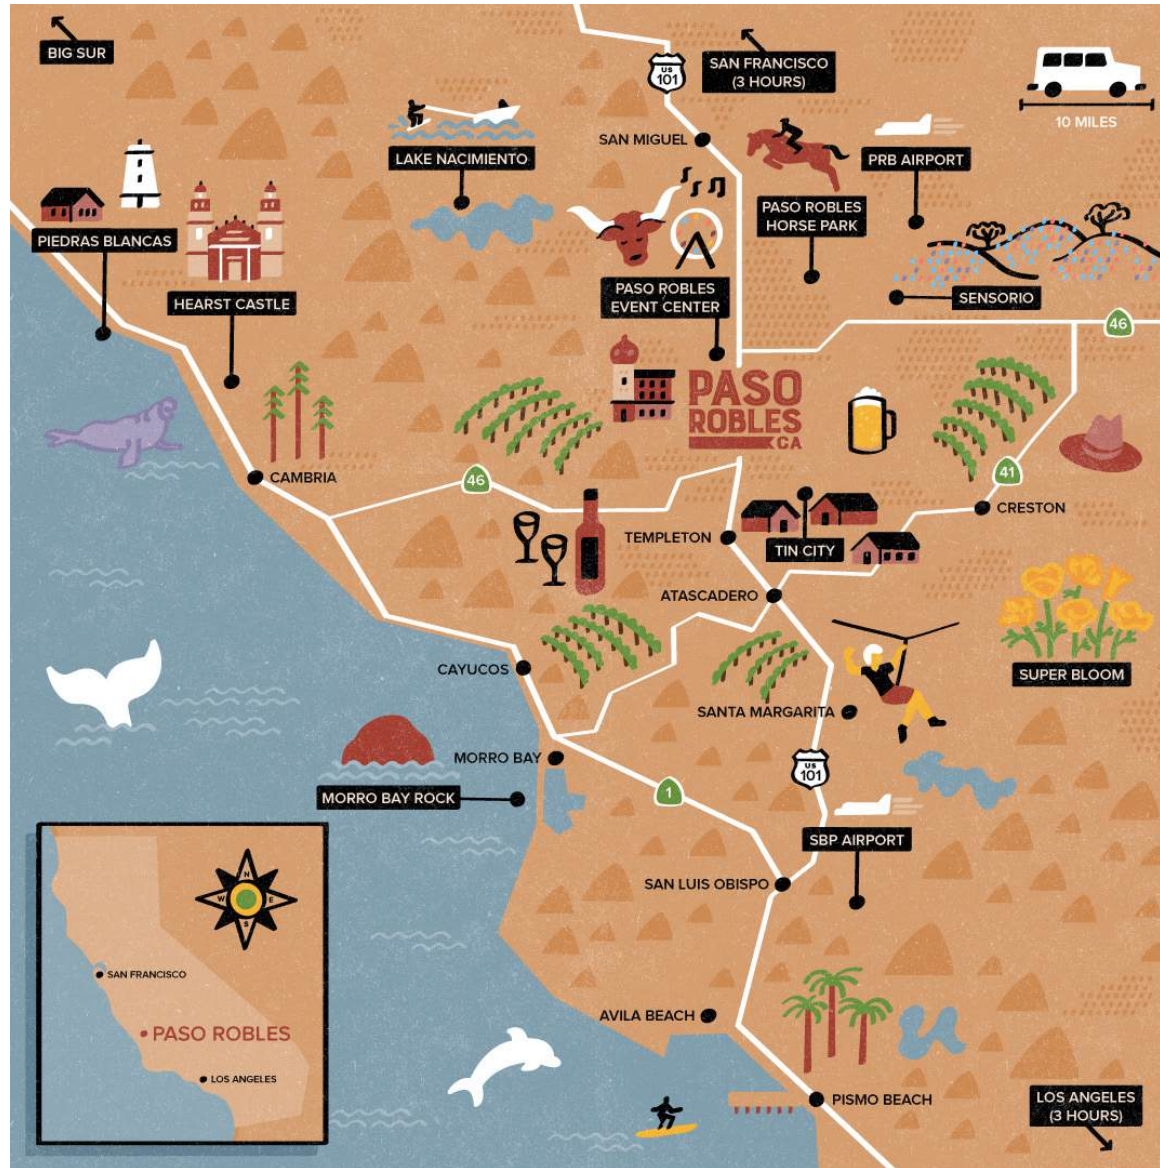 BIG SUR
US
101
SAN FRANCISCO
(3 HOURS)
10 MILES
SAN MIGUEL
LAKE NACIMIENTO
PRB AIRPORT
PIEDRAS BLANCAS
PASO ROBLES
HORSE PARK
HEARST CASTLE
PASO ROBLES
EVENT CENTER
SENSORIO
46
PASO
ROBLES
CA
CAMBRIA
46
41
CRESTON
TEMPLETON
TIN CITY
ATASCADERO
CAYUCOS
SUPER BLOOM
SANTA MARGARITA
MORRO BAY
US
101
MORRO BAY ROCK
1
SBP AIRPORT
SAN LUIS OBISPO
N
W
E
S
SAN FRANCISCO
PASO ROBLES
LOS ANGELES
AVILA BEACH
PISMO BEACH
LOS ANGELES
(3 HOURS)